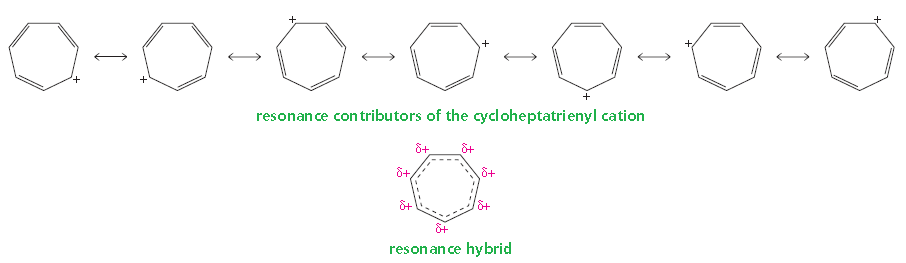 +
+
+
+
+
+
+
resonance contributors of the cycloheptatrienyl cation
δ+ δ+
δ+ δ+
δ+ δ+
δ+
resonance hybrid